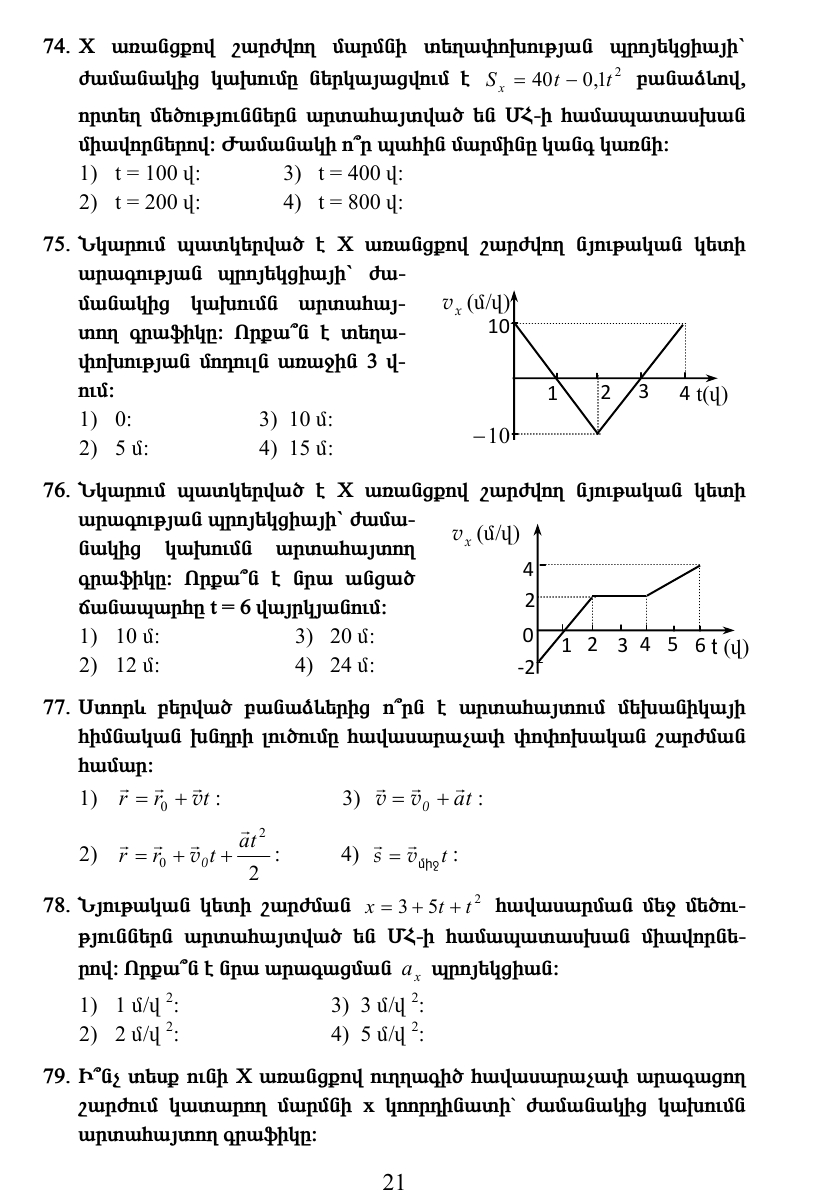 74. X առանցքով շարժվող մարմնի տեղափոխության պրոյեկցիայի՝
ժամանակից կախումը ներկայացվում է Sₓ = 40t − 0,1t² բանաձևով,
որտեղ մեծություններն արտահայտված են ՄՀ-ի համապատասխան
միավորներով: Ժամանակի ո՞ր պահին մարմինը կանգ կառնի:
1) t = 100 վ: 3) t = 400 վ:
2) t = 200 վ: 4) t = 800 վ:
75. Նկարում պատկերված է X առանցքով շարժվող նյութական կետի
արագության պրոյեկցիայի՝ ժա-
մանակից կախումն արտահայ-
տող գրաֆիկը: Որքա՞ն է տեղա-
փոխության մոդուլն առաջին 3 վ-
ում:
1) 0: 3) 10 մ:
2) 5 մ: 4) 15 մ:
vₓ (մ/վ)
10
1 2 3 4 t(վ)
−10
76. Նկարում պատկերված է X առանցքով շարժվող նյութական կետի
արագության պրոյեկցիայի՝ ժամա-
նակից կախումն արտահայտող
գրաֆիկը: Որքա՞ն է նրա անցած
ճանապարհը t = 6 վայրկյանում:
1) 10 մ: 3) 20 մ:
2) 12 մ: 4) 24 մ:
vₓ (մ/վ)
4
2
0
1 2 3 4 5 6 t (վ)
-2
77. Ստորև բերված բանաձևերից ո՞րն է արտահայտում մեխանիկայի
հիմնական խնդրի լուծումը հավասարաչափ փոփոխական շարժման
համար:
1) r⃗ = r⃗₀ + v⃗t : 3) v⃗ = v⃗₀ + a⃗t :
2) r⃗ = r⃗₀ + v⃗₀t + a⃗t²/2 : 4) s⃗ = v⃗միջt :
78. Նյութական կետի շարժման x = 3 + 5t + t² հավասարման մեջ մեծու-
թյուններն արտահայտված են ՄՀ-ի համապատասխան միավորնե-
րով: Որքա՞ն է նրա արագացման aₓ պրոյեկցիան:
1) 1 մ/վ ²: 3) 3 մ/վ ²:
2) 2 մ/վ ²: 4) 5 մ/վ ²:
79. Ի՞նչ տեսք ունի X առանցքով ուղղագիծ հավասարաչափ արագացող
շարժում կատարող մարմնի x կոորդինատի՝ ժամանակից կախումն
արտահայտող գրաֆիկը:
21